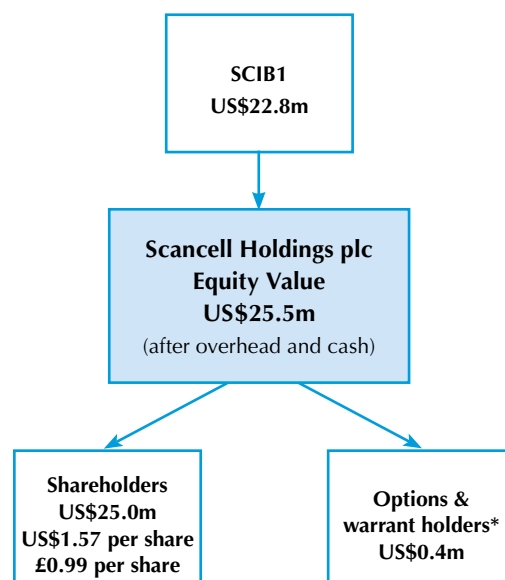 SCIB1
US$22.8m
Scancell Holdings plc
Equity Value
US$25.5m
(after overhead and cash)
Shareholders
US$25.0m
US$1.57 per share
£0.99 per share
Options &
warrant holders*
US$0.4m